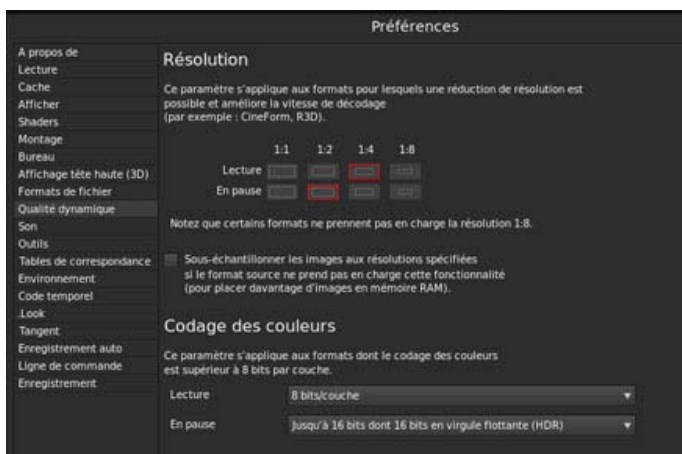 Préférences
A propos de
Lecture
Cache
Afficher
Shaders
Montage
Bureau
Affichage tête haute (3D)
Formats de fichier
Qualité dynamique
Son
Outils
Tables de correspondance
Environnement
Code temporel
.Look
Tangent
Enregistrement auto
Ligne de commande
Enregistrement
Résolution
Ce paramètre s'applique aux formats pour lesquels une réduction de résolution est
possible et améliore la vitesse de décodage
(par exemple : CineForm, R3D).
1:1 1:2 1:4 1:8
Lecture
En pause
Notez que certains formats ne prennent pas en charge la résolution 1:8.
Sous-échantillonner les images aux résolutions spécifiées
si le format source ne prend pas en charge cette fonctionnalité
(pour placer davantage d'images en mémoire RAM).
Codage des couleurs
Ce paramètre s'applique aux formats dont le codage des couleurs
est supérieur à 8 bits par couche.
Lecture 8 bits/couche
En pause Jusqu'à 16 bits dont 16 bits en virgule flottante (HDR)